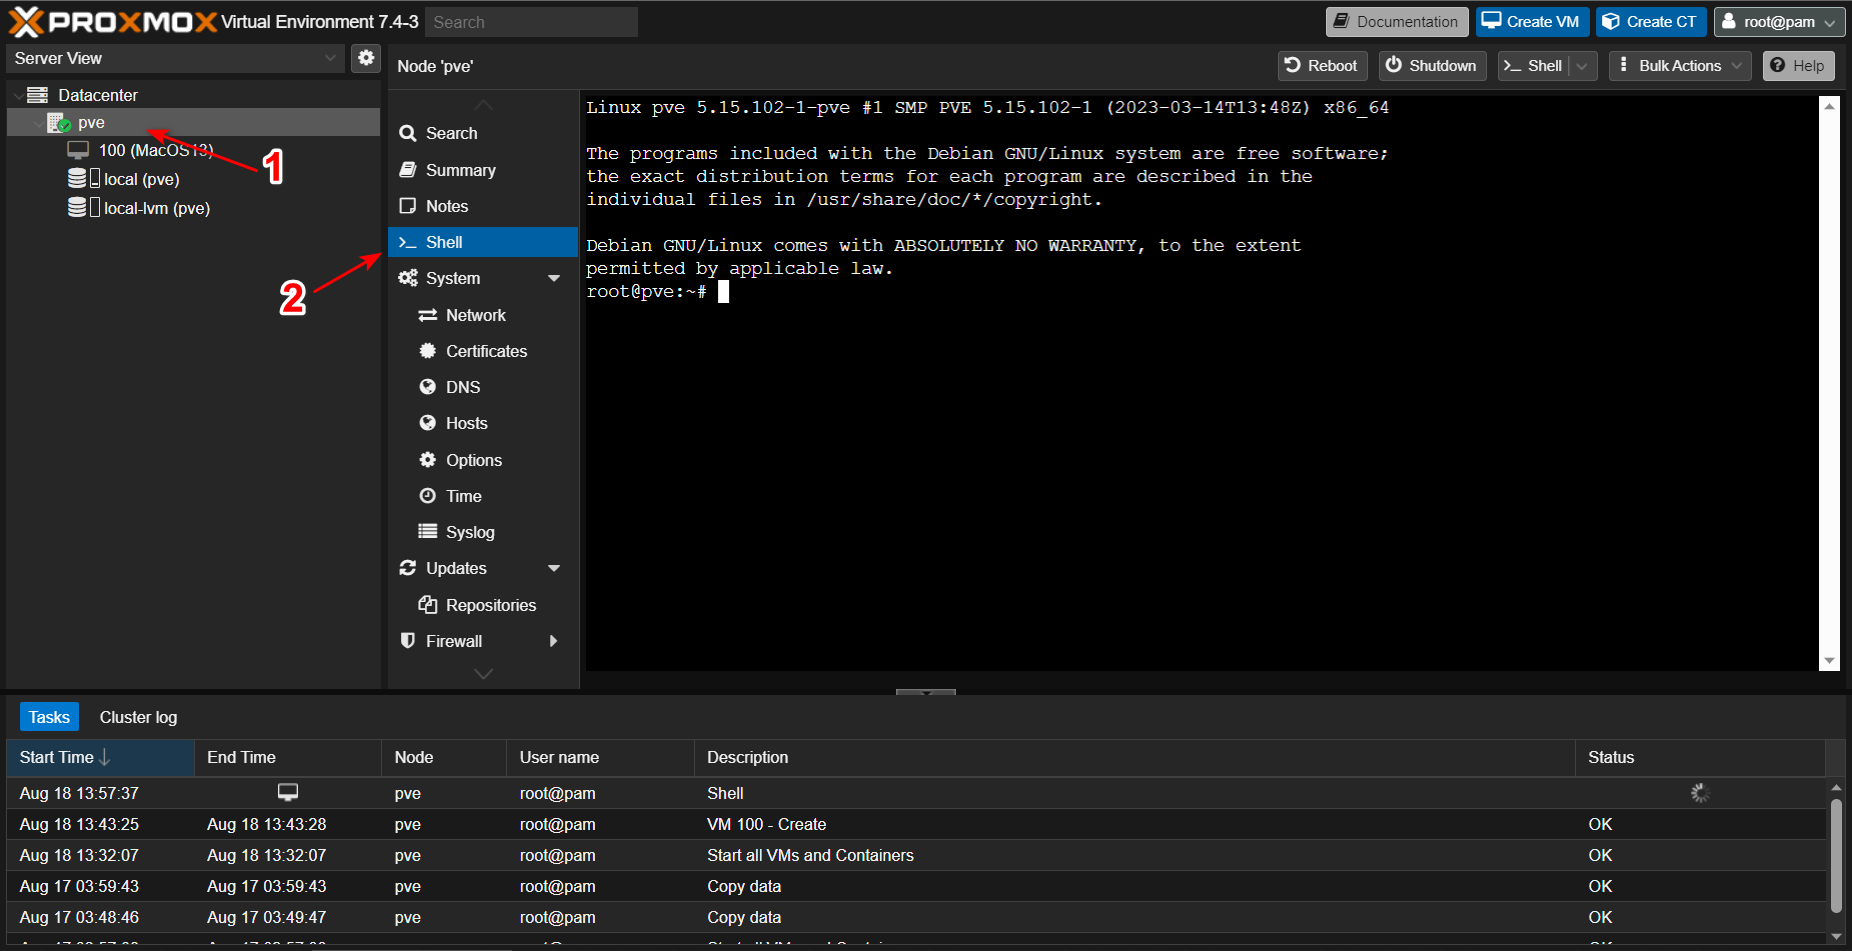 PROXMOX Virtual Environment 7.4-3 Search Documentation Create VM Create CT root@pam
Server View
Node 'pve' Reboot Shutdown Shell Bulk Actions Help
Datacenter
pve
100 (MacOS13)
local (pve)
local-lvm (pve)
1
2
Search
Summary
Notes
Shell
System
Network
Certificates
DNS
Hosts
Options
Time
Syslog
Updates
Repositories
Firewall
Linux pve 5.15.102-1-pve #1 SMP PVE 5.15.102-1 (2023-03-14T13:48Z) x86_64
The programs included with the Debian GNU/Linux system are free software;
the exact distribution terms for each program are described in the
individual files in /usr/share/doc/*/copyright.
Debian GNU/Linux comes with ABSOLUTELY NO WARRANTY, to the extent
permitted by applicable law.
root@pve:~#
Tasks Cluster log
Start Time End Time Node User name Description Status
Aug 18 13:57:37 pve root@pam Shell
Aug 18 13:43:25 Aug 18 13:43:28 pve root@pam VM 100 - Create OK
Aug 18 13:32:07 Aug 18 13:32:07 pve root@pam Start all VMs and Containers OK
Aug 17 03:59:43 Aug 17 03:59:43 pve root@pam Copy data OK
Aug 17 03:48:46 Aug 17 03:49:47 pve root@pam Copy data OK